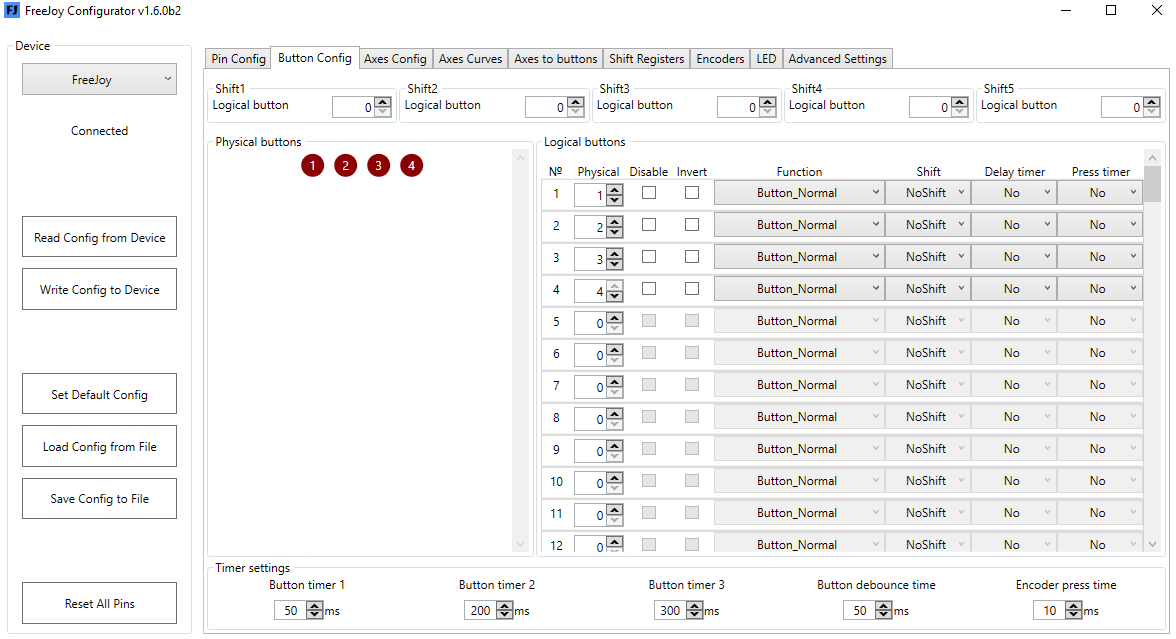 FJ FreeJoy Configurator v1.6.0b2
Device
FreeJoy
Connected
Read Config from Device
Write Config to Device
Set Default Config
Load Config from File
Save Config to File
Reset All Pins
Pin Config Button Config Axes Config Axes Curves Axes to buttons Shift Registers Encoders LED Advanced Settings
Shift1 Shift2 Shift3 Shift4 Shift5
Logical button 0 Logical button 0 Logical button 0 Logical button 0 Logical button 0
Physical buttons
1 2 3 4
Logical buttons
Nº Physical Disable Invert Function Shift Delay timer Press timer
1 1 Button_Normal NoShift No No
2 2 Button_Normal NoShift No No
3 3 Button_Normal NoShift No No
4 4 Button_Normal NoShift No No
5 0 Button_Normal NoShift No No
6 0 Button_Normal NoShift No No
7 0 Button_Normal NoShift No No
8 0 Button_Normal NoShift No No
9 0 Button_Normal NoShift No No
10 0 Button_Normal NoShift No No
11 0 Button_Normal NoShift No No
12 0 Button_Normal NoShift No No
Timer settings
Button timer 1 Button timer 2 Button timer 3 Button debounce time Encoder press time
50 ms 200 ms 300 ms 50 ms 10 ms